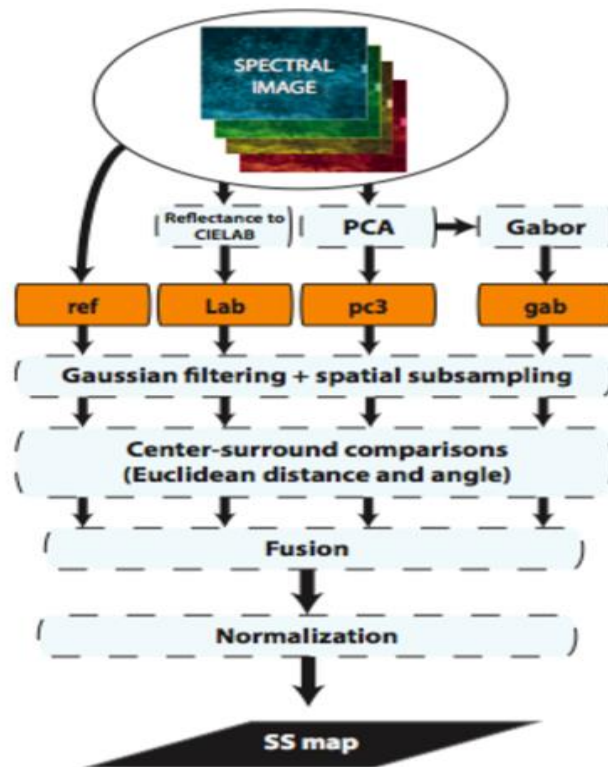 SPECTRAL
IMAGE
Reflectance to
CIELAB
PCA
Gabor
ref
Lab
pc3
gab
Gaussian filtering + spatial subsampling
Center-surround comparisons
(Euclidean distance and angle)
Fusion
Normalization
SS map